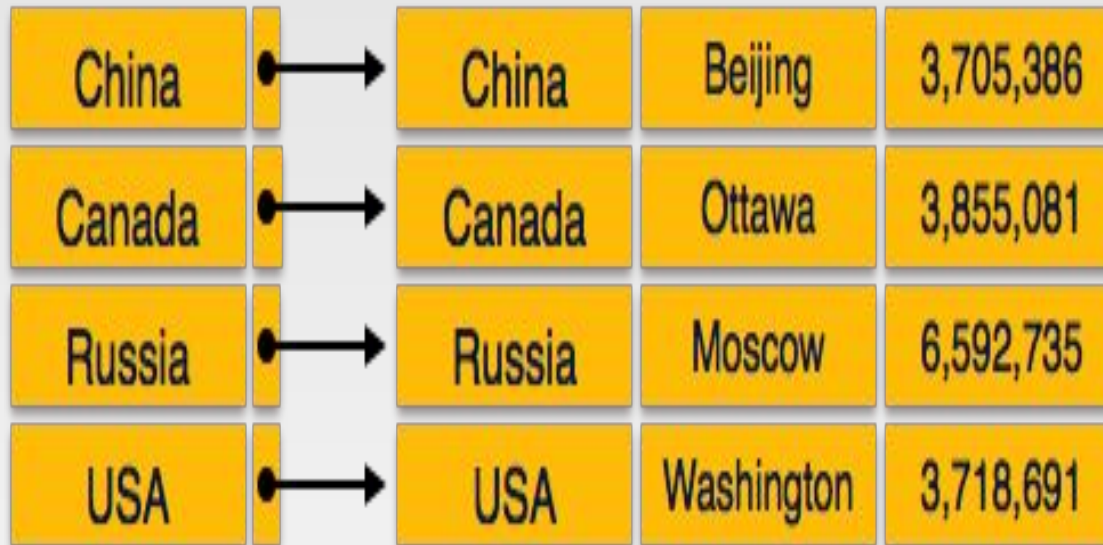 China China Beijing 3,705,386
Canada Canada Ottawa 3,855,081
Russia Russia Moscow 6,592,735
USA USA Washington 3,718,691